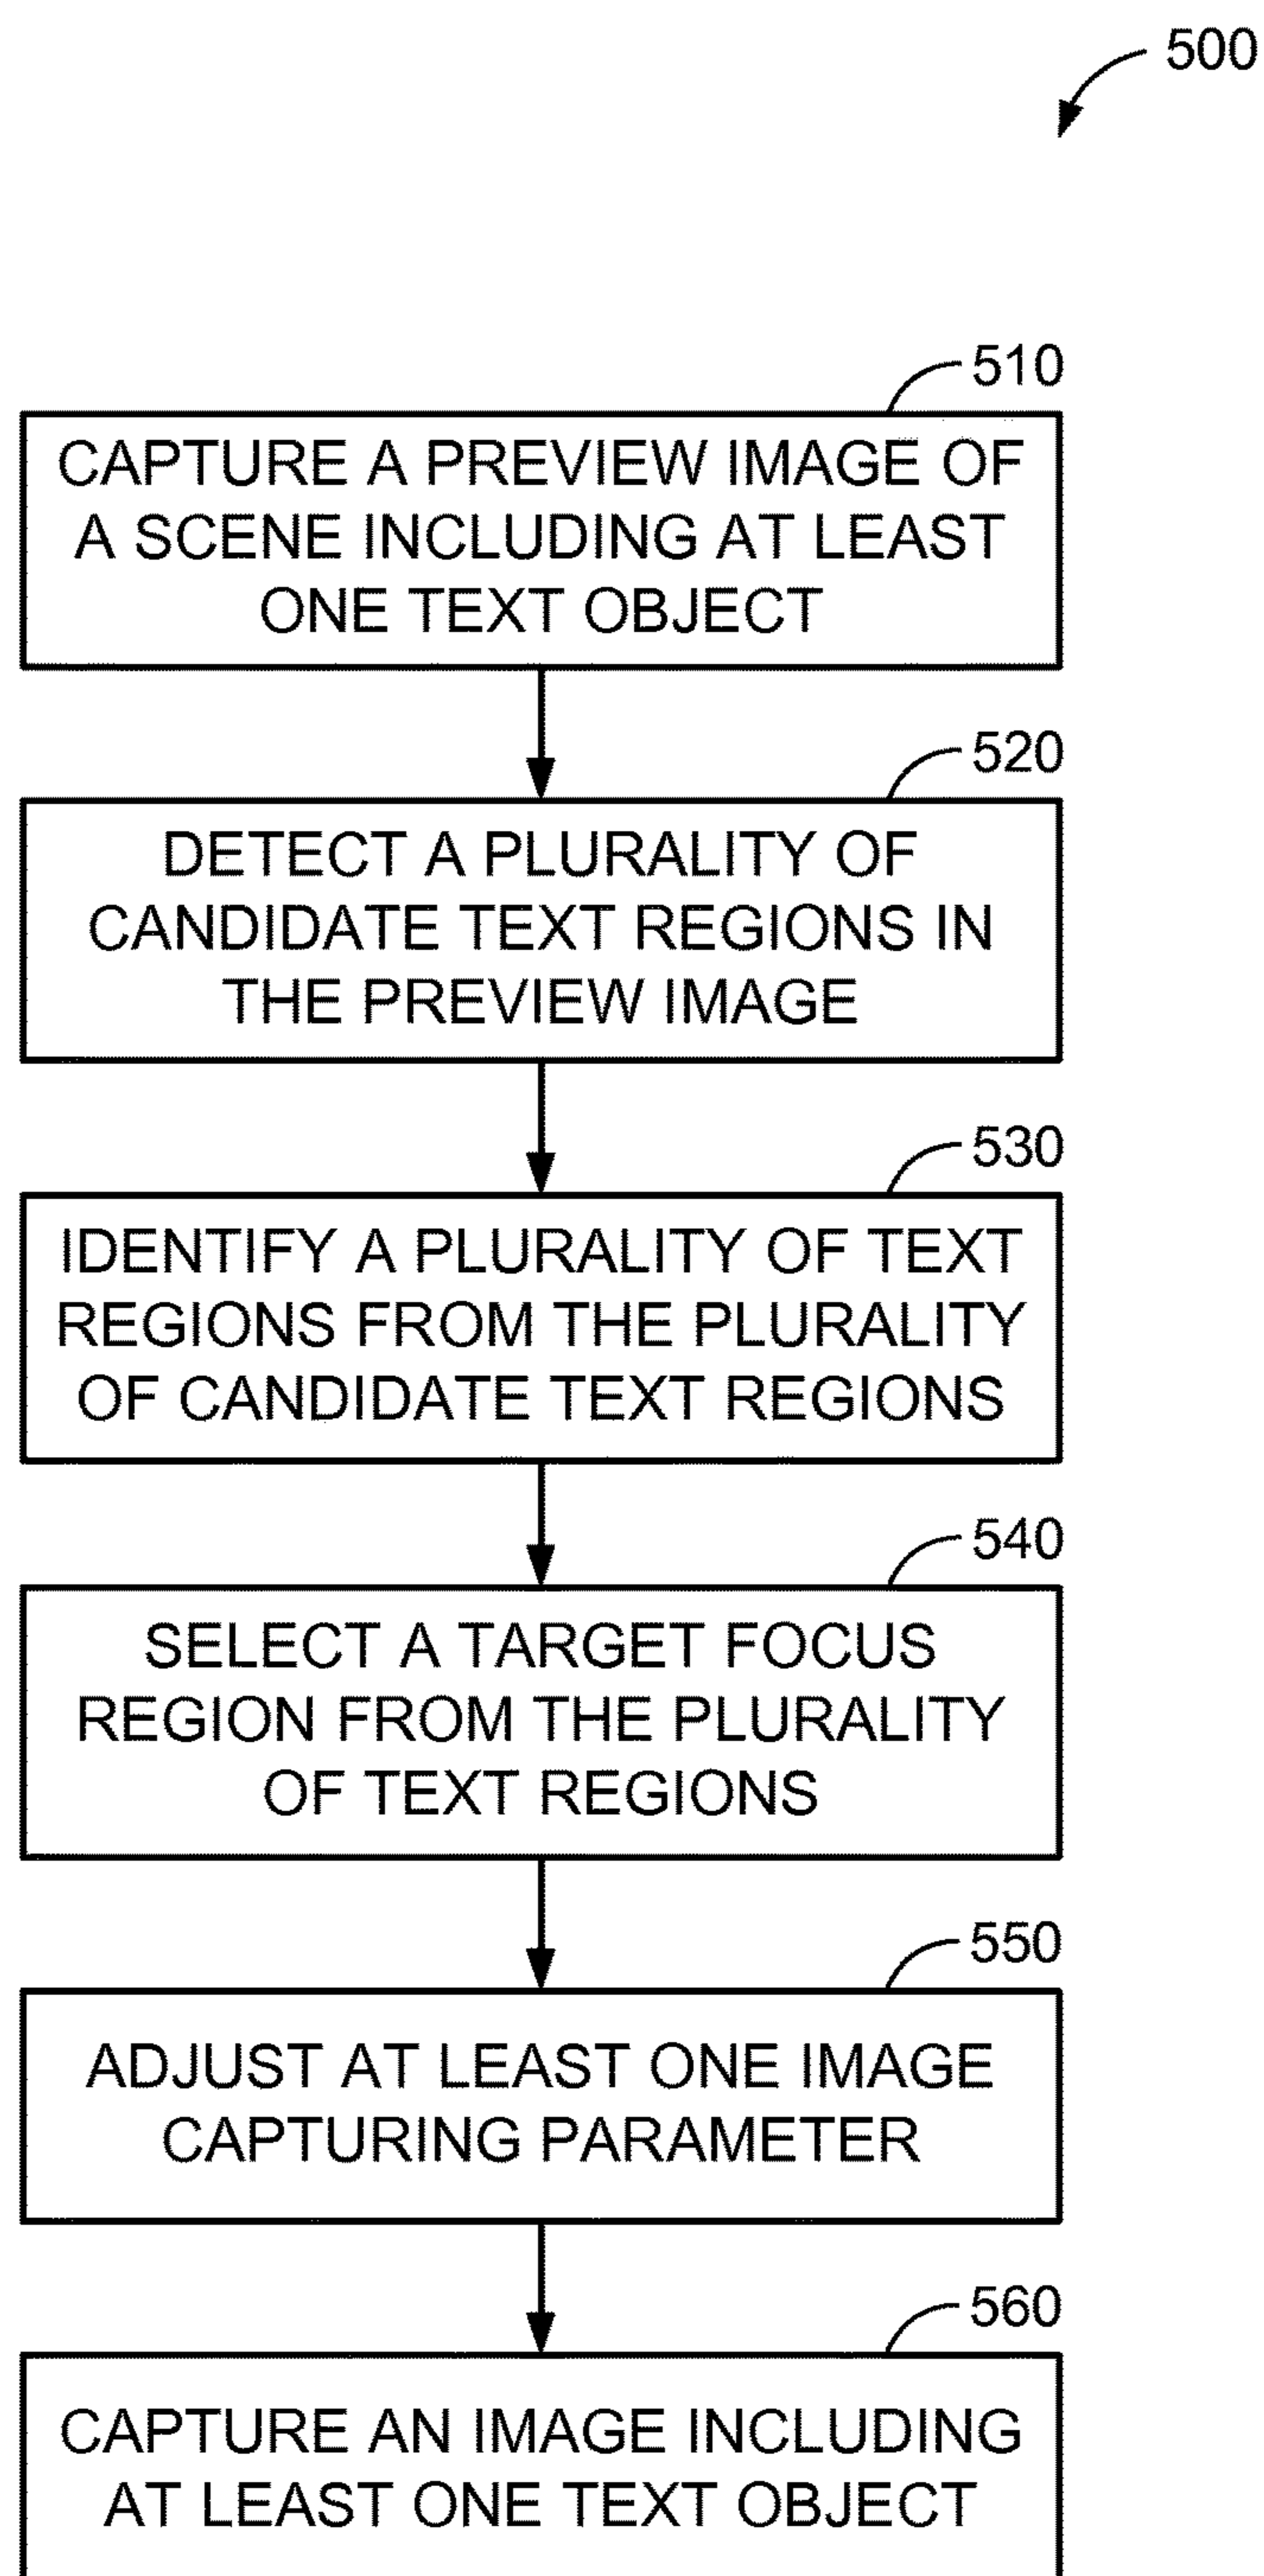 500
510
CAPTURE A PREVIEW IMAGE OF
A SCENE INCLUDING AT LEAST
ONE TEXT OBJECT
520
DETECT A PLURALITY OF
CANDIDATE TEXT REGIONS IN
THE PREVIEW IMAGE
530
IDENTIFY A PLURALITY OF TEXT
REGIONS FROM THE PLURALITY
OF CANDIDATE TEXT REGIONS
540
SELECT A TARGET FOCUS
REGION FROM THE PLURALITY
OF TEXT REGIONS
550
ADJUST AT LEAST ONE IMAGE
CAPTURING PARAMETER
560
CAPTURE AN IMAGE INCLUDING
AT LEAST ONE TEXT OBJECT